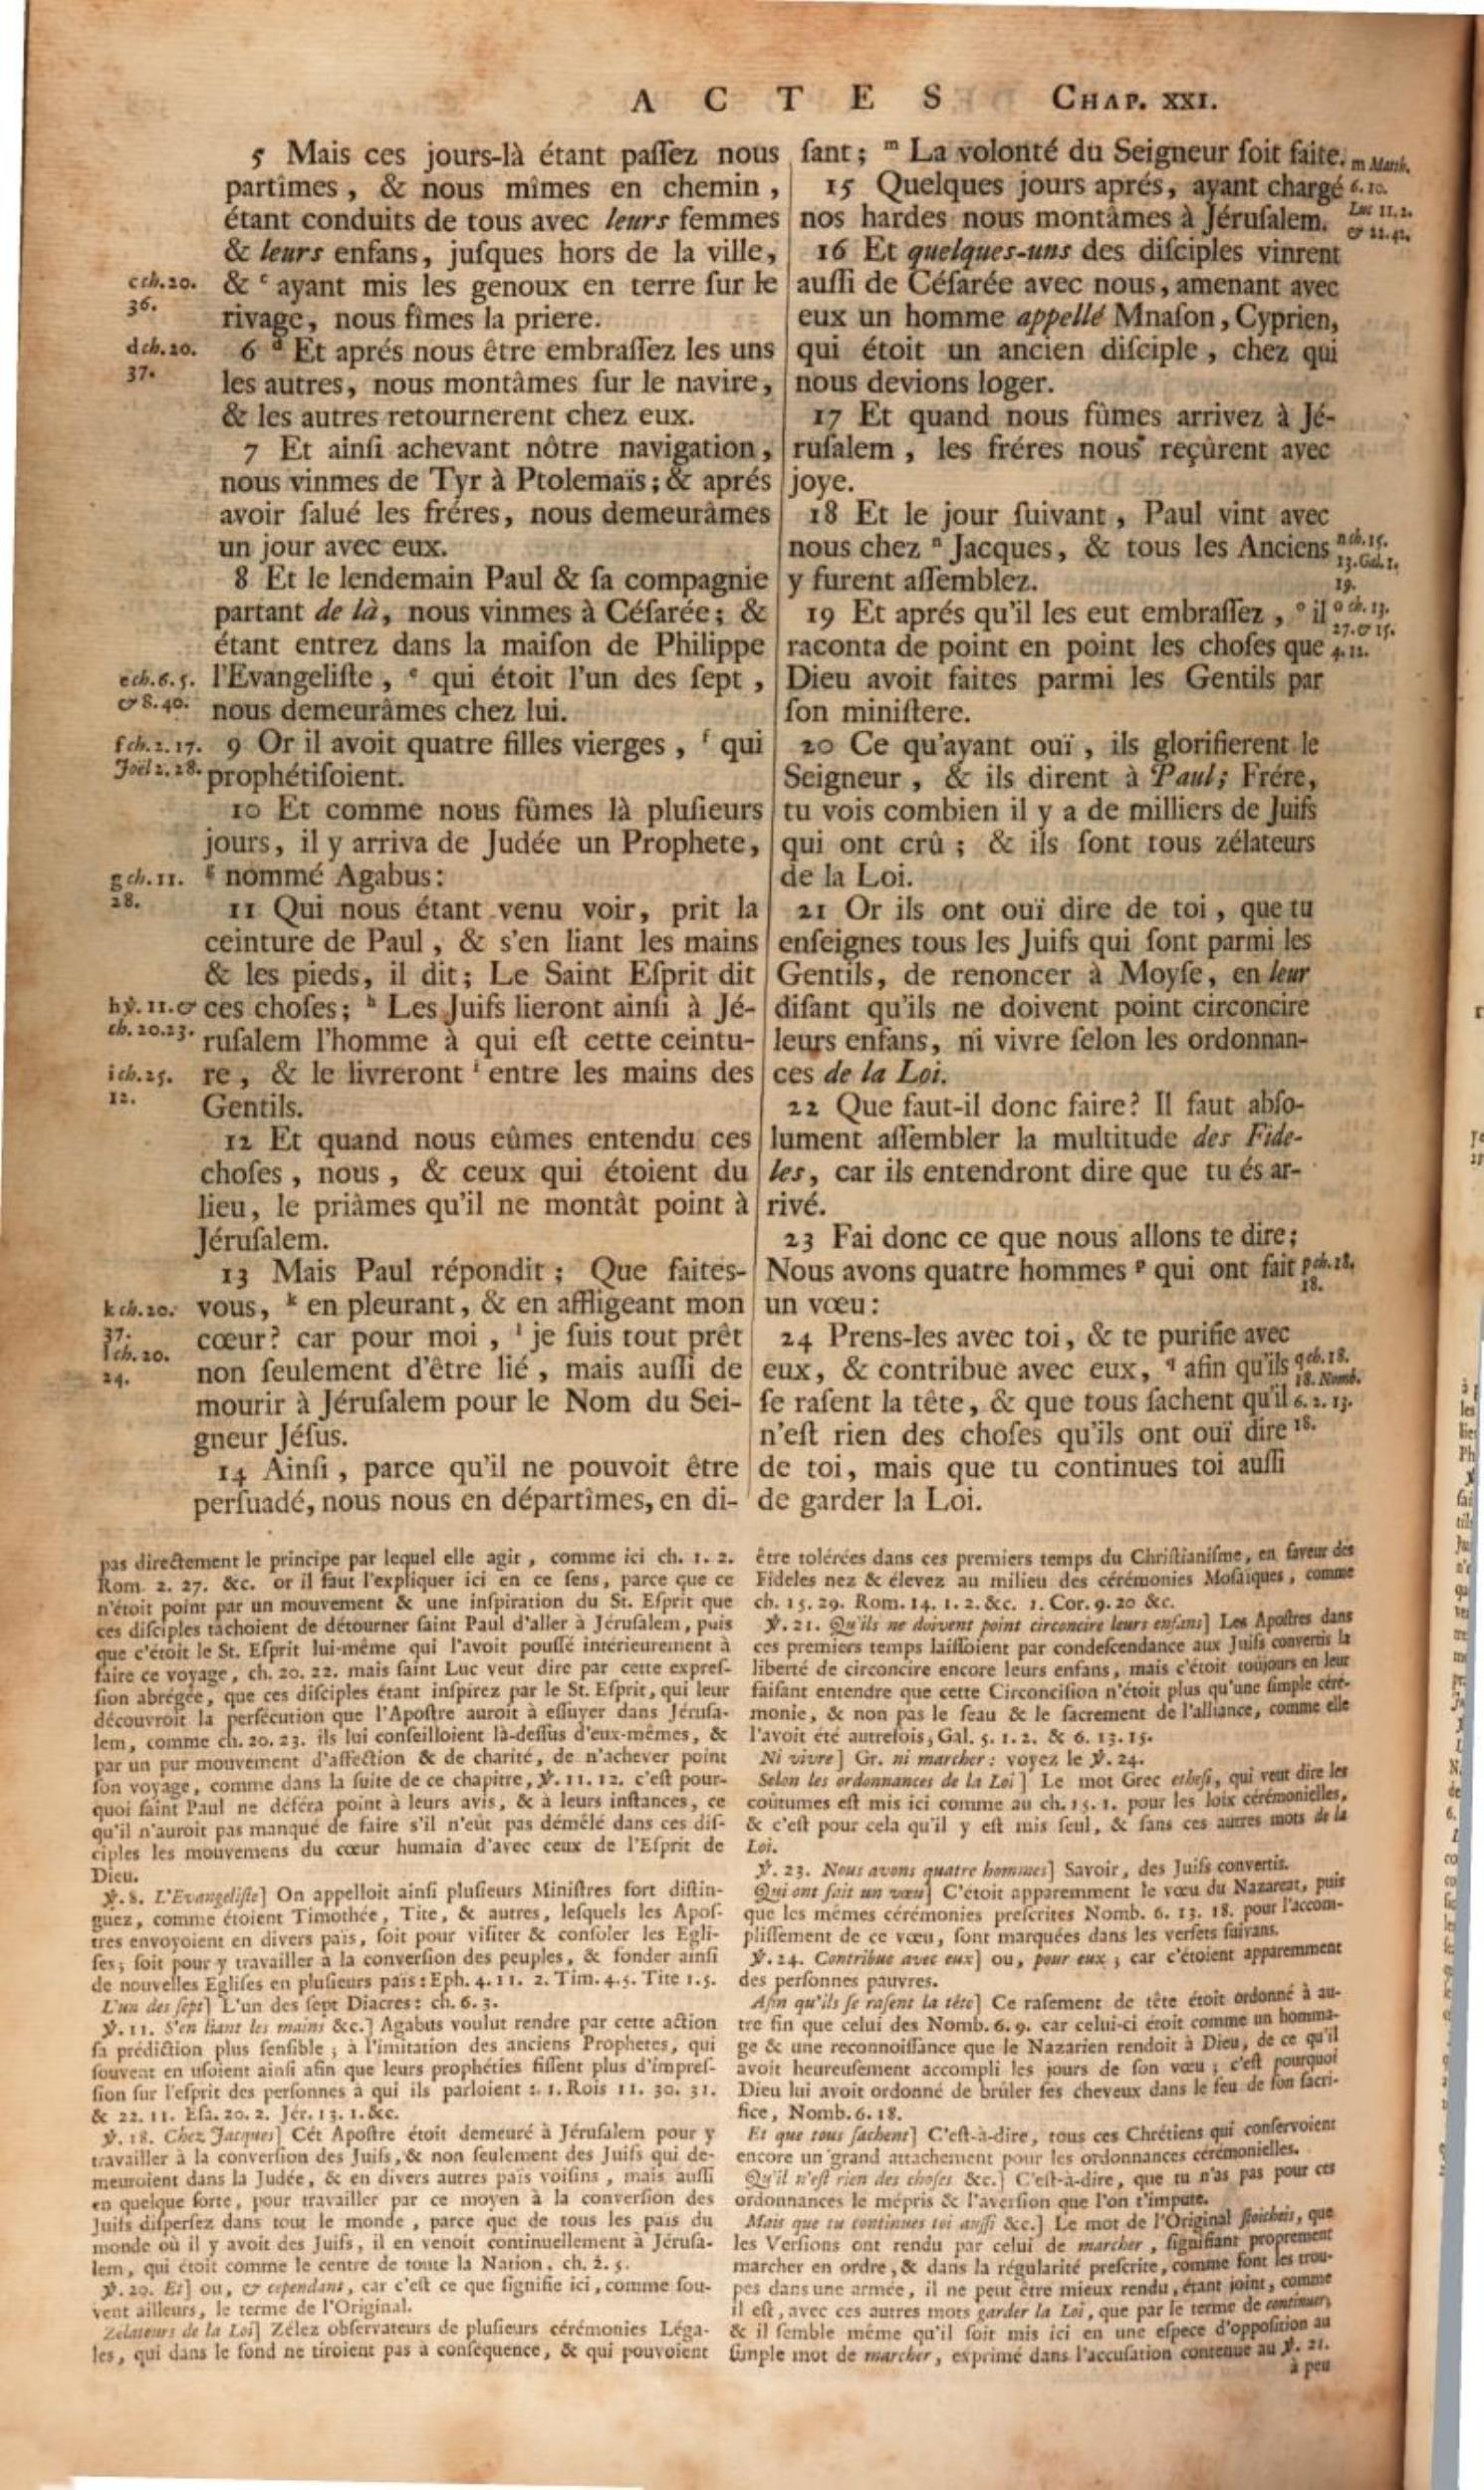 A C T E S CHAP. XXI.
5 Mais ces jours-là étant paſſez nous
partîmes, & nous mîmes en chemin,
étant conduits de tous avec leurs femmes
& leurs enfans, juſques hors de la ville,
& ᶜ ayant mis les genoux en terre ſur le
rivage, nous fîmes la priere.
6 ᵈ Et aprés nous être embraſſez les uns
les autres, nous montâmes ſur le navire,
& les autres retournerent chez eux.
7 Et ainſi achevant nôtre navigation,
nous vinmes de Tyr à Ptolemaïs; & aprés
avoir ſalué les fréres, nous demeurâmes
un jour avec eux.
8 Et le lendemain Paul & ſa compagnie
partant de là, nous vinmes à Céſarée; &
étant entrez dans la maiſon de Philippe
l'Evangeliſte, ᵉ qui étoit l'un des ſept,
nous demeurâmes chez lui.
9 Or il avoit quatre filles vierges, ᶠ qui
prophétiſoient.
10 Et comme nous fûmes là pluſieurs
jours, il y arriva de Judée un Prophete,
ᵍ nommé Agabus:
11 Qui nous étant venu voir, prit la
ceinture de Paul, & s'en liant les mains
& les pieds, il dit; Le Saint Eſprit dit
ces choſes; ʰ Les Juifs lieront ainſi à Jé-
ruſalem l'homme à qui eſt cette ceintu-
re, & le livreront ⁱ entre les mains des
Gentils.
12 Et quand nous eûmes entendu ces
choſes, nous, & ceux qui étoient du
lieu, le priâmes qu'il ne montât point à
Jéruſalem.
13 Mais Paul répondit; Que faites-
vous, ᵏ en pleurant, & en affligeant mon
cœur? car pour moi, ˡ je ſuis tout prêt
non ſeulement d'être lié, mais auſſi de
mourir à Jéruſalem pour le Nom du Sei-
gneur Jéſus.
14 Ainſi, parce qu'il ne pouvoit être
perſuadé, nous nous en départîmes, en di-
c ch. 20.
36.
d ch. 20.
37.
e ch. 6. 5.
& 8. 40.
f ch. 2. 17.
Joël 2. 28.
g ch. 11.
28.
h ℣. 11. &
ch. 20. 23.
i ch. 25.
12.
k ch. 20.
37.
l ch. 20.
24.
ſant; ᵐ La volonté du Seigneur ſoit faite.
15 Quelques jours aprés, ayant chargé
nos hardes nous montâmes à Jéruſalem.
16 Et quelques-uns des diſciples vinrent
auſſi de Céſarée avec nous, amenant avec
eux un homme appellé Mnaſon, Cyprien,
qui étoit un ancien diſciple, chez qui
nous devions loger.
17 Et quand nous fûmes arrivez à Jé-
ruſalem, les fréres nous reçûrent avec
joye.
18 Et le jour ſuivant, Paul vint avec
nous chez ⁿ Jacques, & tous les Anciens
y furent aſſemblez.
19 Et aprés qu'il les eut embraſſez, ᵒ il
raconta de point en point les choſes que
Dieu avoit faites parmi les Gentils par
ſon miniſtere.
20 Ce qu'ayant ouï, ils glorifierent le
Seigneur, & ils dirent à Paul; Frére,
tu vois combien il y a de milliers de Juifs
qui ont crû; & ils ſont tous zélateurs
de la Loi.
21 Or ils ont ouï dire de toi, que tu
enſeignes tous les Juifs qui ſont parmi les
Gentils, de renoncer à Moyſe, en leur
diſant qu'ils ne doivent point circoncire
leurs enfans, ni vivre ſelon les ordonnan-
ces de la Loi.
22 Que faut-il donc faire? Il faut abſo-
lument aſſembler la multitude des Fide-
les, car ils entendront dire que tu és ar-
rivé.
23 Fai donc ce que nous allons te dire;
Nous avons quatre hommes ᵖ qui ont fait
un vœu:
24 Prens-les avec toi, & te purifie avec
eux, & contribue avec eux, q afin qu'ils
ſe raſent la tête, & que tous ſachent qu'il
n'eſt rien des choſes qu'ils ont ouï dire
de toi, mais que tu continues toi auſſi
de garder la Loi.
m Matth.
6. 10.
Luc 11. 2.
& 22. 42.
n ch. 15.
13. Gal. 1.
19.
o ch. 13.
27. & 15.
4. 12.
p ch. 18.
18.
q ch. 18.
18. Nomb.
6. 2. 13.
18.
pas directement le principe par lequel elle agit, comme ici ch. 1. 2.
Rom. 2. 27. &c. or il faut l'expliquer ici en ce ſens, parce que ce
n'étoit point par un mouvement & une inſpiration du St. Eſprit que
ces diſciples tâchoient de détourner ſaint Paul d'aller à Jéruſalem, puis
que c'étoit le St. Eſprit lui-même qui l'avoit pouſſé intérieurement à
faire ce voyage, ch. 20. 22. mais ſaint Luc veut dire par cette expreſ-
ſion abrégée, que ces diſciples étant inſpirez par le St. Eſprit, qui leur
découvroit la perſécution que l'Apoſtre auroit à eſſuyer dans Jéruſa-
lem, comme ch. 20. 23. ils lui conſeilloient là-deſſus d'eux-mêmes, &
par un pur mouvement d'affection & de charité, de n'achever point
ſon voyage, comme dans la ſuite de ce chapitre, ℣. 11. 12. c'eſt pour-
quoi ſaint Paul ne déféra point à leurs avis, & à leurs inſtances, ce
qu'il n'auroit pas manqué de faire s'il n'eût pas démêlé dans ces diſ-
ciples les mouvemens du cœur humain d'avec ceux de l'Eſprit de
Dieu.
℣. 8. L'Evangeliſte] On appelloit ainſi pluſieurs Miniſtres fort diſtin-
guez, comme étoient Timothée, Tite, & autres, leſquels les Apoſ-
tres envoyoient en divers païs, ſoit pour viſiter & conſoler les Egli-
ſes; ſoit pour y travailler à la converſion des peuples, & fonder ainſi
de nouvelles Egliſes en pluſieurs païs: Eph. 4. 11. 2. Tim. 4. 5. Tite 1. 5.
L'un des ſept] L'un des ſept Diacres: ch. 6. 3.
℣. 11. S'en liant les mains &c.] Agabus voulut rendre par cette action
ſa prédiction plus ſenſible; à l'imitation des anciens Prophetes, qui
ſouvent en uſoient ainſi afin que leurs prophéties fiſſent plus d'impreſ-
ſion ſur l'eſprit des perſonnes à qui ils parloient: 1. Rois 11. 30. 31.
& 22. 11. Eſa. 20. 2. Jér. 13. 1. &c.
℣. 18. Chez Jacques] Cét Apoſtre étoit demeuré à Jéruſalem pour y
travailler à la converſion des Juifs, & non ſeulement des Juifs qui de-
meuroient dans la Judée, & en divers autres païs voiſins, mais auſſi
en quelque ſorte, pour travailler par ce moyen à la converſion des
Juifs diſperſez dans tout le monde, parce que de tous les païs du
monde où il y avoit des Juifs, il en venoit continuellement à Jéruſa-
lem, qui étoit comme le centre de toute la Nation, ch. 2. 5.
℣. 20. Et] ou, & cependant, car c'eſt ce que ſignifie ici, comme ſou-
vent ailleurs, le terme de l'Original.
Zélateurs de la Loi] Zélez obſervateurs de pluſieurs cérémonies Léga-
les, qui dans le fond ne tiroient pas à conſéquence, & qui pouvoient
être tolérées dans ces premiers temps du Chriſtianiſme, en faveur des
Fideles nez & élevez au milieu des cérémonies Moſaïques, comme
ch. 15. 29. Rom. 14. 1. 2. &c. 1. Cor. 9. 20 &c.
℣. 21. Qu'ils ne doivent point circoncire leurs enfans] Les Apoſtres dans
ces premiers temps laiſſoient par condeſcendance aux Juifs convertis la
liberté de circoncire encore leurs enfans, mais c'étoit toûjours en leur
faiſant entendre que cette Circonciſion n'étoit plus qu'une ſimple céré-
monie, & non pas le ſeau & le ſacrement de l'alliance, comme elle
l'avoit été autrefois, Gal. 5. 1. 2. & 6. 13. 15.
Ni vivre] Gr. ni marcher: voyez le ℣. 24.
Selon les ordonnances de la Loi] Le mot Grec etheſi, qui veut dire les
coûtumes eſt mis ici comme au ch. 15. 1. pour les loix cérémonielles,
& c'eſt pour cela qu'il y eſt mis ſeul, & ſans ces autres mots de la
Loi.
℣. 23. Nous avons quatre hommes] Savoir, des Juifs convertis.
Qui ont fait un vœu] C'étoit apparemment le vœu du Nazareat, puis
que les mêmes cérémonies preſcrites Nomb. 6. 13. 18. pour l'accom-
pliſſement de ce vœu, ſont marquées dans les verſets ſuivans.
℣. 24. Contribue avec eux] ou, pour eux; car c'étoient apparemment
des perſonnes pauvres.
Afin qu'ils ſe raſent la tête] Ce raſement de tête étoit ordonné à au-
tre fin que celui des Nomb. 6. 9. car celui-ci étoit comme un homma-
ge & une reconnoiſſance que le Nazarien rendoit à Dieu, de ce qu'il
avoit heureuſement accompli les jours de ſon vœu; c'eſt pourquoi
Dieu lui avoit ordonné de brûler ſes cheveux dans le feu de ſon ſacri-
fice, Nomb. 6. 18.
Et que tous ſachent] C'eſt-à-dire, tous ces Chrétiens qui conſervoient
encore un grand attachement pour les ordonnances cérémonielles.
Qu'il n'eſt rien des choſes &c.] C'eſt-à-dire, que tu n'as pas pour ces
ordonnances le mépris & l'averſion que l'on t'impute.
Mais que tu continues toi auſſi &c.] Le mot de l'Original ſtoicheis, que
les Verſions ont rendu par celui de marcher, ſignifiant proprement
marcher en ordre, & dans la régularité preſcrite, comme font les trou-
pes dans une armée, il ne peut être mieux rendu, étant joint, comme
il eſt, avec ces autres mots garder la Loi, que par le terme de continuer,
& il ſemble même qu'il ſoit mis ici en une eſpece d'oppoſition au
ſimple mot de marcher, exprimé dans l'accuſation contenue au ℣. 21.
à peu